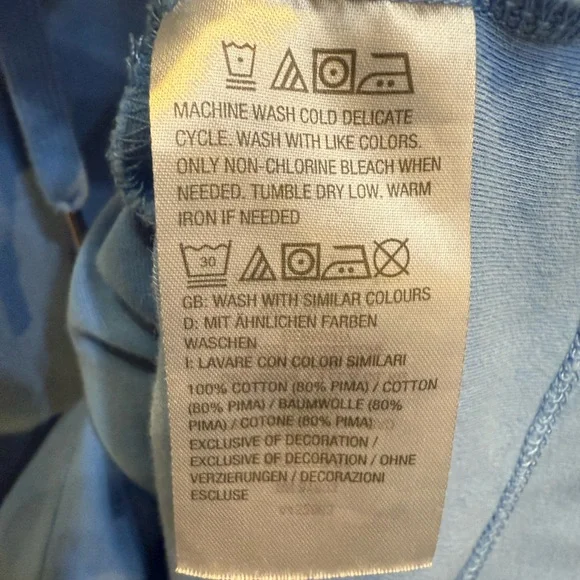 MACHINE WASH COLD DELICATE
CYCLE. WASH WITH LIKE COLORS.
ONLY NON-CHLORINE BLEACH WHEN
NEEDED. TUMBLE DRY LOW. WARM
IRON IF NEEDED
30
GB: WASH WITH SIMILAR COLOURS
D: MIT ÄHNLICHEN FARBEN
WASCHEN
I: LAVARE CON COLORI SIMILARI
100% COTTON (80% PIMA) / COTTON
(80% PIMA) / BAUMWOLLE (80%
PIMA) / COTONE (80% PIMA)
EXCLUSIVE OF DECORATION /
EXCLUSIVE OF DECORATION / OHNE
VERZIERUNGEN / DECORAZIONI
ESCLUSE